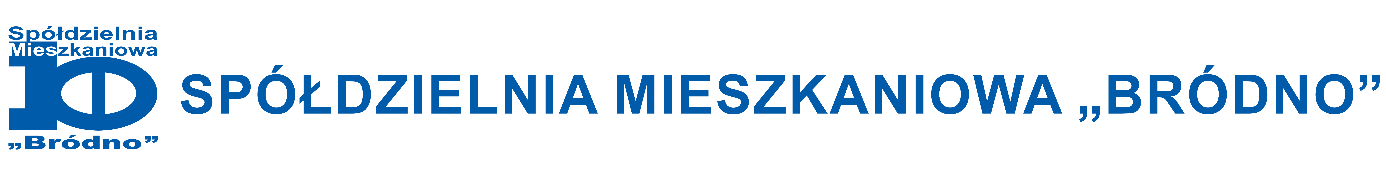 Spółdzielnia
Mieszkaniowa
„Bródno”
SPÓŁDZIELNIA MIESZKANIOWA „BRÓDNO”